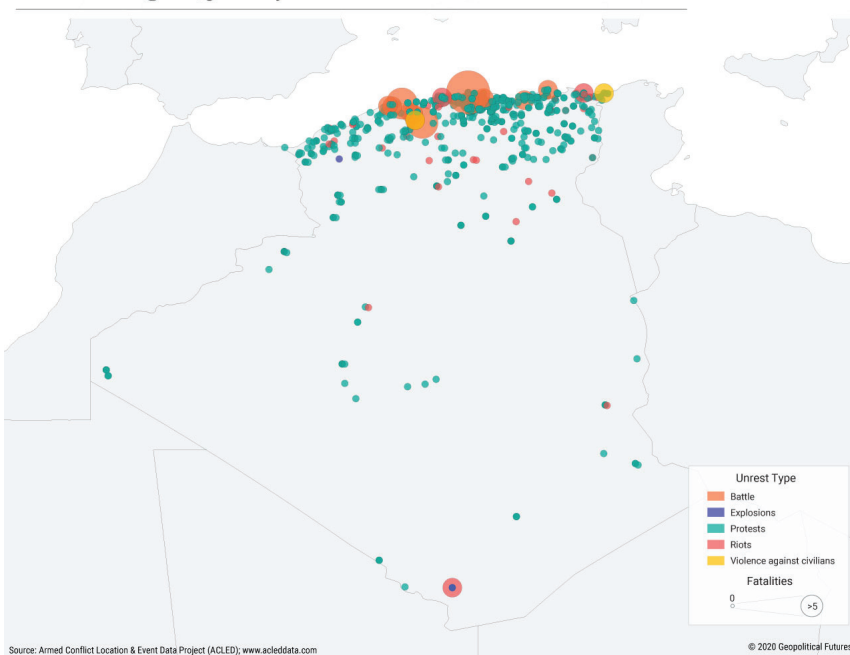 Unrest Type
Battle
Explosions
Protests
Riots
Violence against civilians
Fatalities
0
>5
Source: Armed Conflict Location & Event Data Project (ACLED); www.acleddata.com
© 2020 Geopolitical Futures